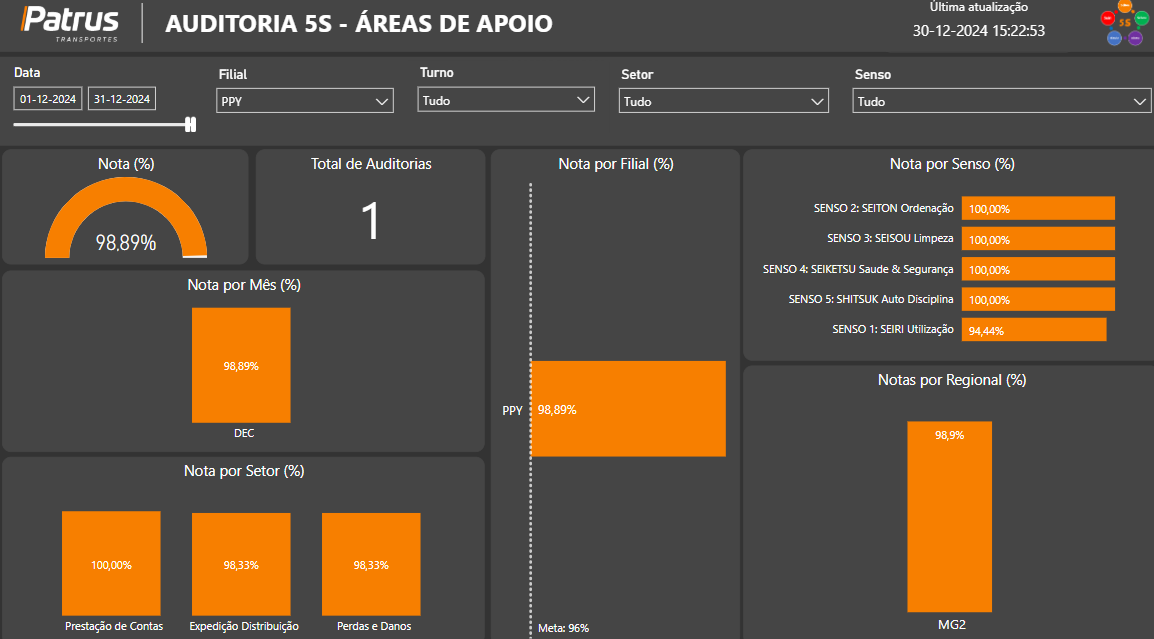 Patrus
TRANSPORTES
AUDITORIA 5S - ÁREAS DE APOIO
Última atualização
30-12-2024 15:22:53
5S
Data
01-12-2024
31-12-2024
Filial
PPY
Turno
Tudo
Setor
Tudo
Senso
Tudo
Nota (%)
98,89%
Total de Auditorias
1
Nota por Mês (%)
98,89%
DEC
Nota por Setor (%)
100,00%
98,33%
98,33%
Prestação de Contas
Expedição Distribuição
Perdas e Danos
Nota por Filial (%)
PPY
98,89%
Meta: 96%
Nota por Senso (%)
SENSO 2: SEITON Ordenação
100,00%
SENSO 3: SEISOU Limpeza
100,00%
SENSO 4: SEIKETSU Saude & Segurança
100,00%
SENSO 5: SHITSUK Auto Disciplina
100,00%
SENSO 1: SEIRI Utilização
94,44%
Notas por Regional (%)
98,9%
MG2